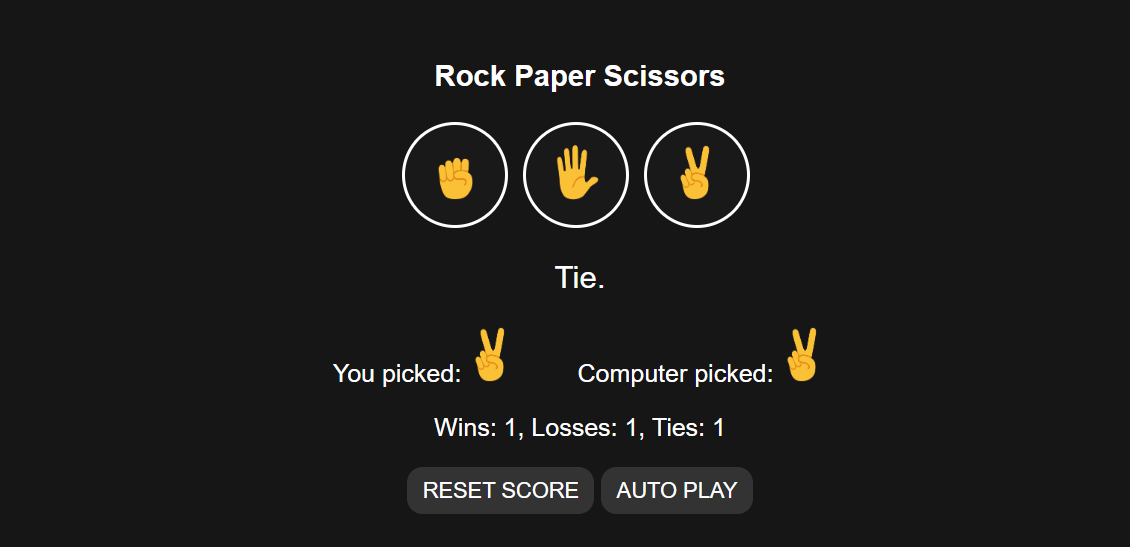 Rock Paper Scissors
Tie.
You picked: Computer picked:
Wins: 1, Losses: 1, Ties: 1
RESET SCORE AUTO PLAY